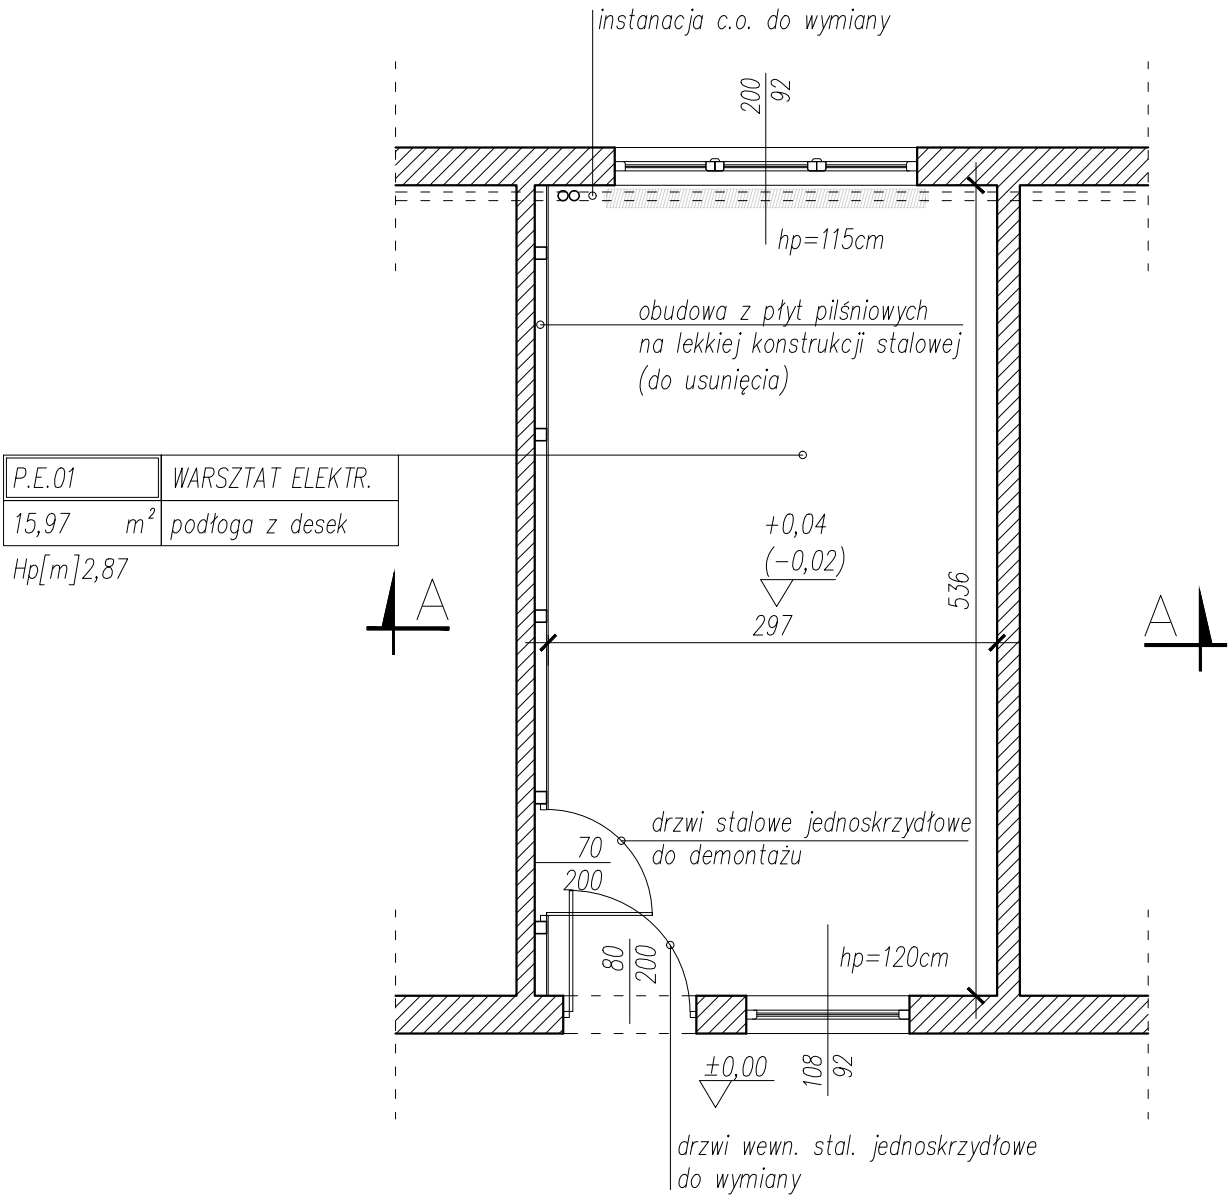 instanacja c.o. do wymiany
200
92
hp=115cm
obudowa z płyt pilśniowych
na lekkiej konstrukcji stalowej
(do usunięcia)
P.E.01 WARSZTAT ELEKTR.
15,97 m² podłoga z desek
Hp[m]2,87
+0,04
(-0,02)
A
A
297
536
drzwi stalowe jednoskrzydłowe
do demontażu
70
200
80
200
hp=120cm
±0,00
108
92
drzwi wewn. stal. jednoskrzydłowe
do wymiany